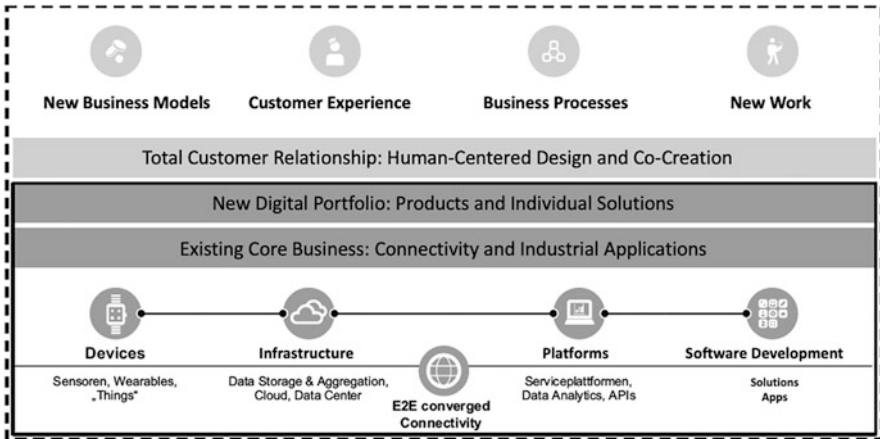 New Business Models
Customer Experience
Business Processes
New Work
Total Customer Relationship: Human-Centered Design and Co-Creation
New Digital Portfolio: Products and Individual Solutions
Existing Core Business: Connectivity and Industrial Applications
Devices
Infrastructure
Platforms
Software Development
Sensoren, Wearables,
„Things“
Data Storage & Aggregation,
Cloud, Data Center
E2E converged
Connectivity
Serviceplattformen,
Data Analytics, APIs
Solutions
Apps